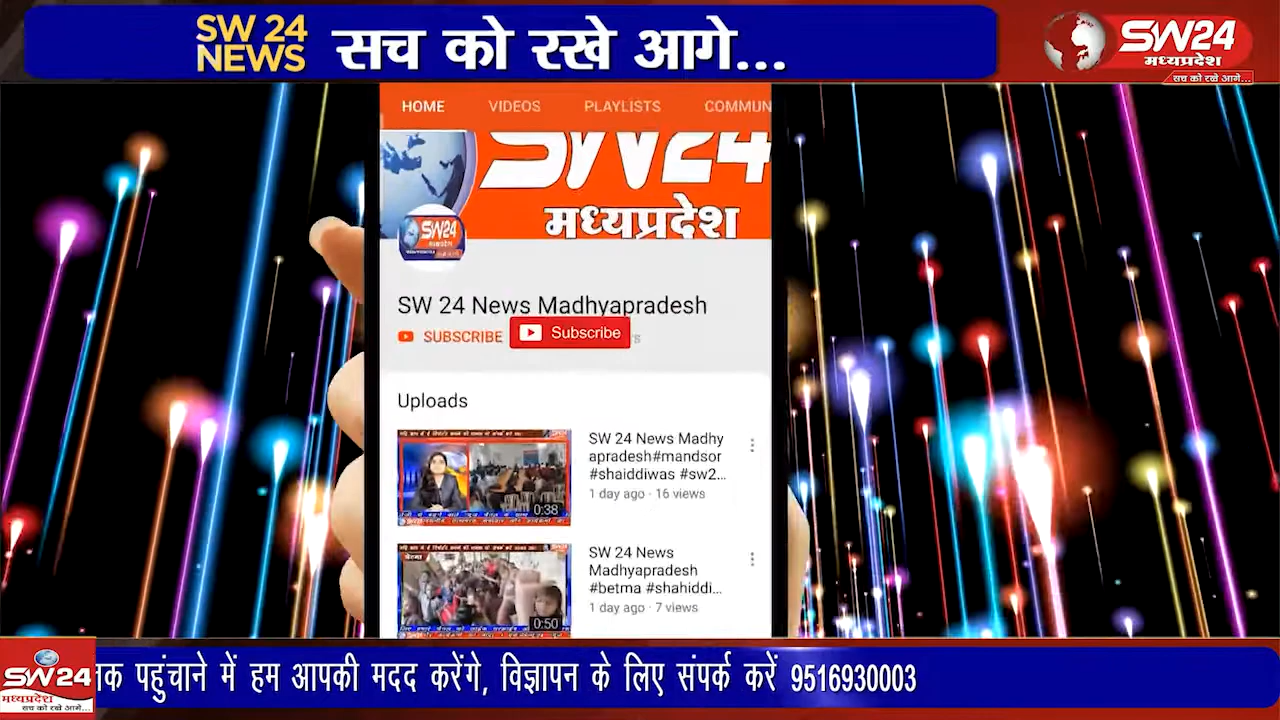 SW 24
NEWS
सच को रखे आगे...
SW24
मध्यप्रदेश
सच को रखे आगे...
HOME VIDEOS PLAYLISTS COMMUN
SW24
मध्यप्रदेश
SW24
SW 24 News Madhyapradesh
SUBSCRIBE Subscribe
Uploads
SW 24 News Madhy
apradesh#mandsor
#shaiddiwas #sw2...
1 day ago · 16 views
0:38
SW 24 News
Madhyapradesh
#betma #shahiddi...
1 day ago · 7 views
बेटमा
0:50
SW24
मध्यप्रदेश
सच को रखे आगे...
पहुंचाने में हम आपकी मदद करेंगे, विज्ञापन के लिए संपर्क करें 9516930003